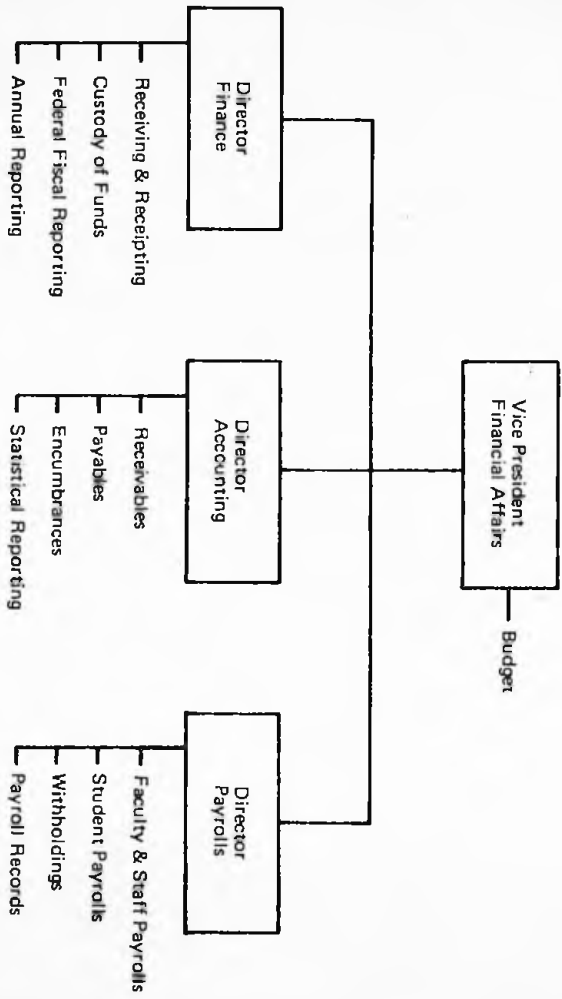 Vice President
Financial Affairs
Budget
Director
Finance
Receiving & Receipting
Custody of Funds
Federal Fiscal Reporting
Annual Reporting
Director
Accounting
Receivables
Payables
Encumbrances
Statistical Reporting
Director
Payrolls
Faculty & Staff Payrolls
Student Payrolls
Withholdings
Payroll Records